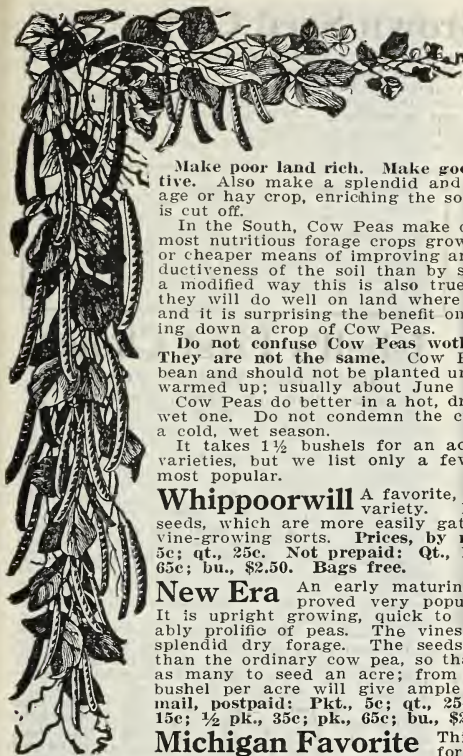 Make poor land rich. Make goo
tive. Also make a splendid and
age or hay crop, enriching the so
is cut off.
In the South, Cow Peas make o
most nutritious forage crops grow
or cheaper means of improving an
ductiveness of the soil than by s
a modified way this is also true
they will do well on land where
and it is surprising the benefit on
ing down a crop of Cow Peas.
Do not confuse Cow Peas woth
They are not the same. Cow P
bean and should not be planted un
warmed up; usually about June
Cow Peas do better in a hot, dr
wet one. Do not condemn the c
a cold, wet season.
It takes 1½ bushels for an ac
varieties, but we list only a few
most popular.
Whippoorwill A favorite,
variety.
seeds, which are more easily gat
vine-growing sorts. Prices, by
5c; qt., 25c. Not prepaid: Qt.,
65c; bu., $2.50. Bags free.
New Era An early maturin
proved very popu
It is upright growing, quick to
ably prolific of peas. The vines
splendid dry forage. The seeds
than the ordinary cow pea, so tha
as many to seed an acre; from
bushel per acre will give ample
mail, postpaid: Pkt., 5c; qt., 25
15c; ½ pk., 35c; pk., 65c; bu., $2
Michigan Favorite Thi
for